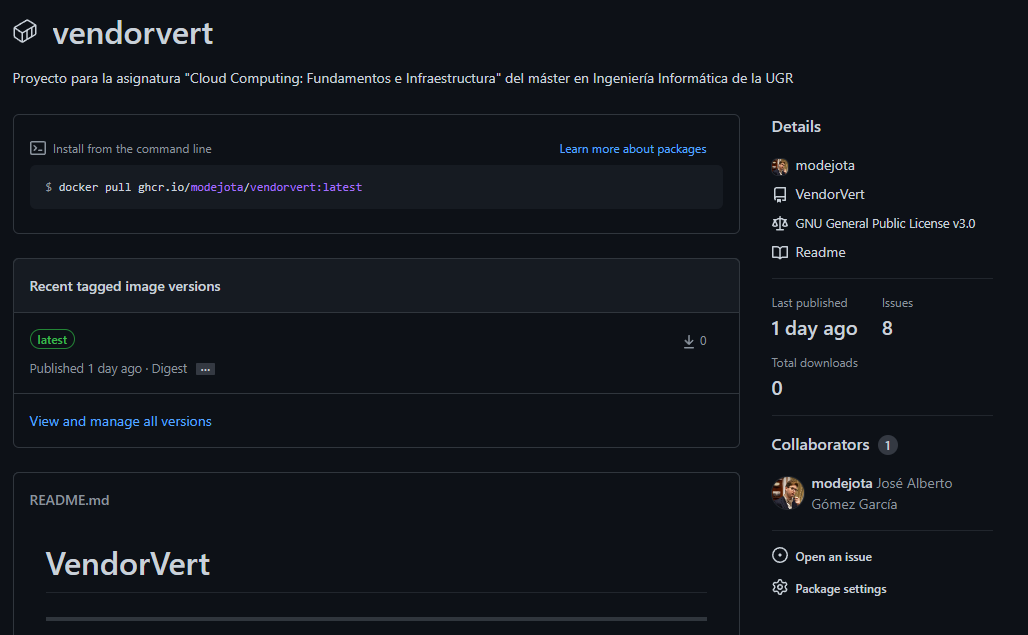 vendorvert
Proyecto para la asignatura "Cloud Computing: Fundamentos e Infraestructura" del máster en Ingeniería Informática de la UGR
Install from the command line
Learn more about packages
$ docker pull ghcr.io/modejota/vendorvert:latest
Recent tagged image versions
latest
0
Published 1 day ago · Digest ...
View and manage all versions
README.md
VendorVert
Details
modejota
VendorVert
GNU General Public License v3.0
Readme
Last published
Issues
1 day ago
8
Total downloads
0
Collaborators 1
modejota José Alberto
Gómez García
Open an issue
Package settings